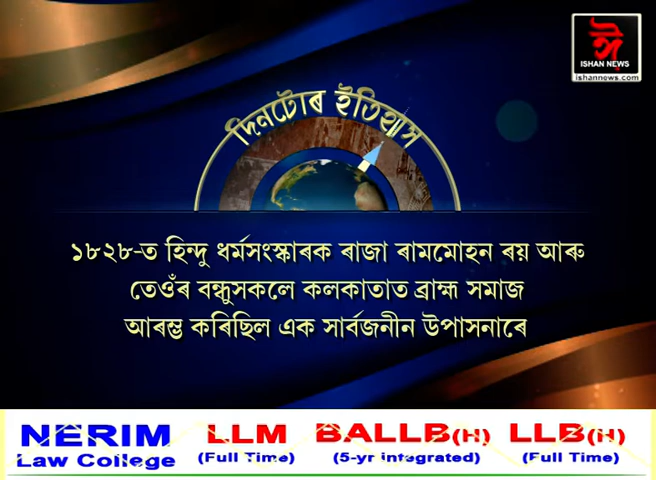 ঈ
ISHAN NEWS
ishannews.com
দিনটোৰ ইতিহাস
১৮২৮-ত হিন্দু ধৰ্মসংস্কাৰক ৰাজা ৰামমোহন ৰয় আৰু
তেওঁৰ বন্ধুসকলে কলকাতাত ব্ৰাহ্ম সমাজ
আৰম্ভ কৰিছিল এক সাৰ্বজনীন উপাসনাৰে
NERIM LLM BALLB(H) LLB(H)
Law College (Full Time) (5-yr integrated) (Full Time)